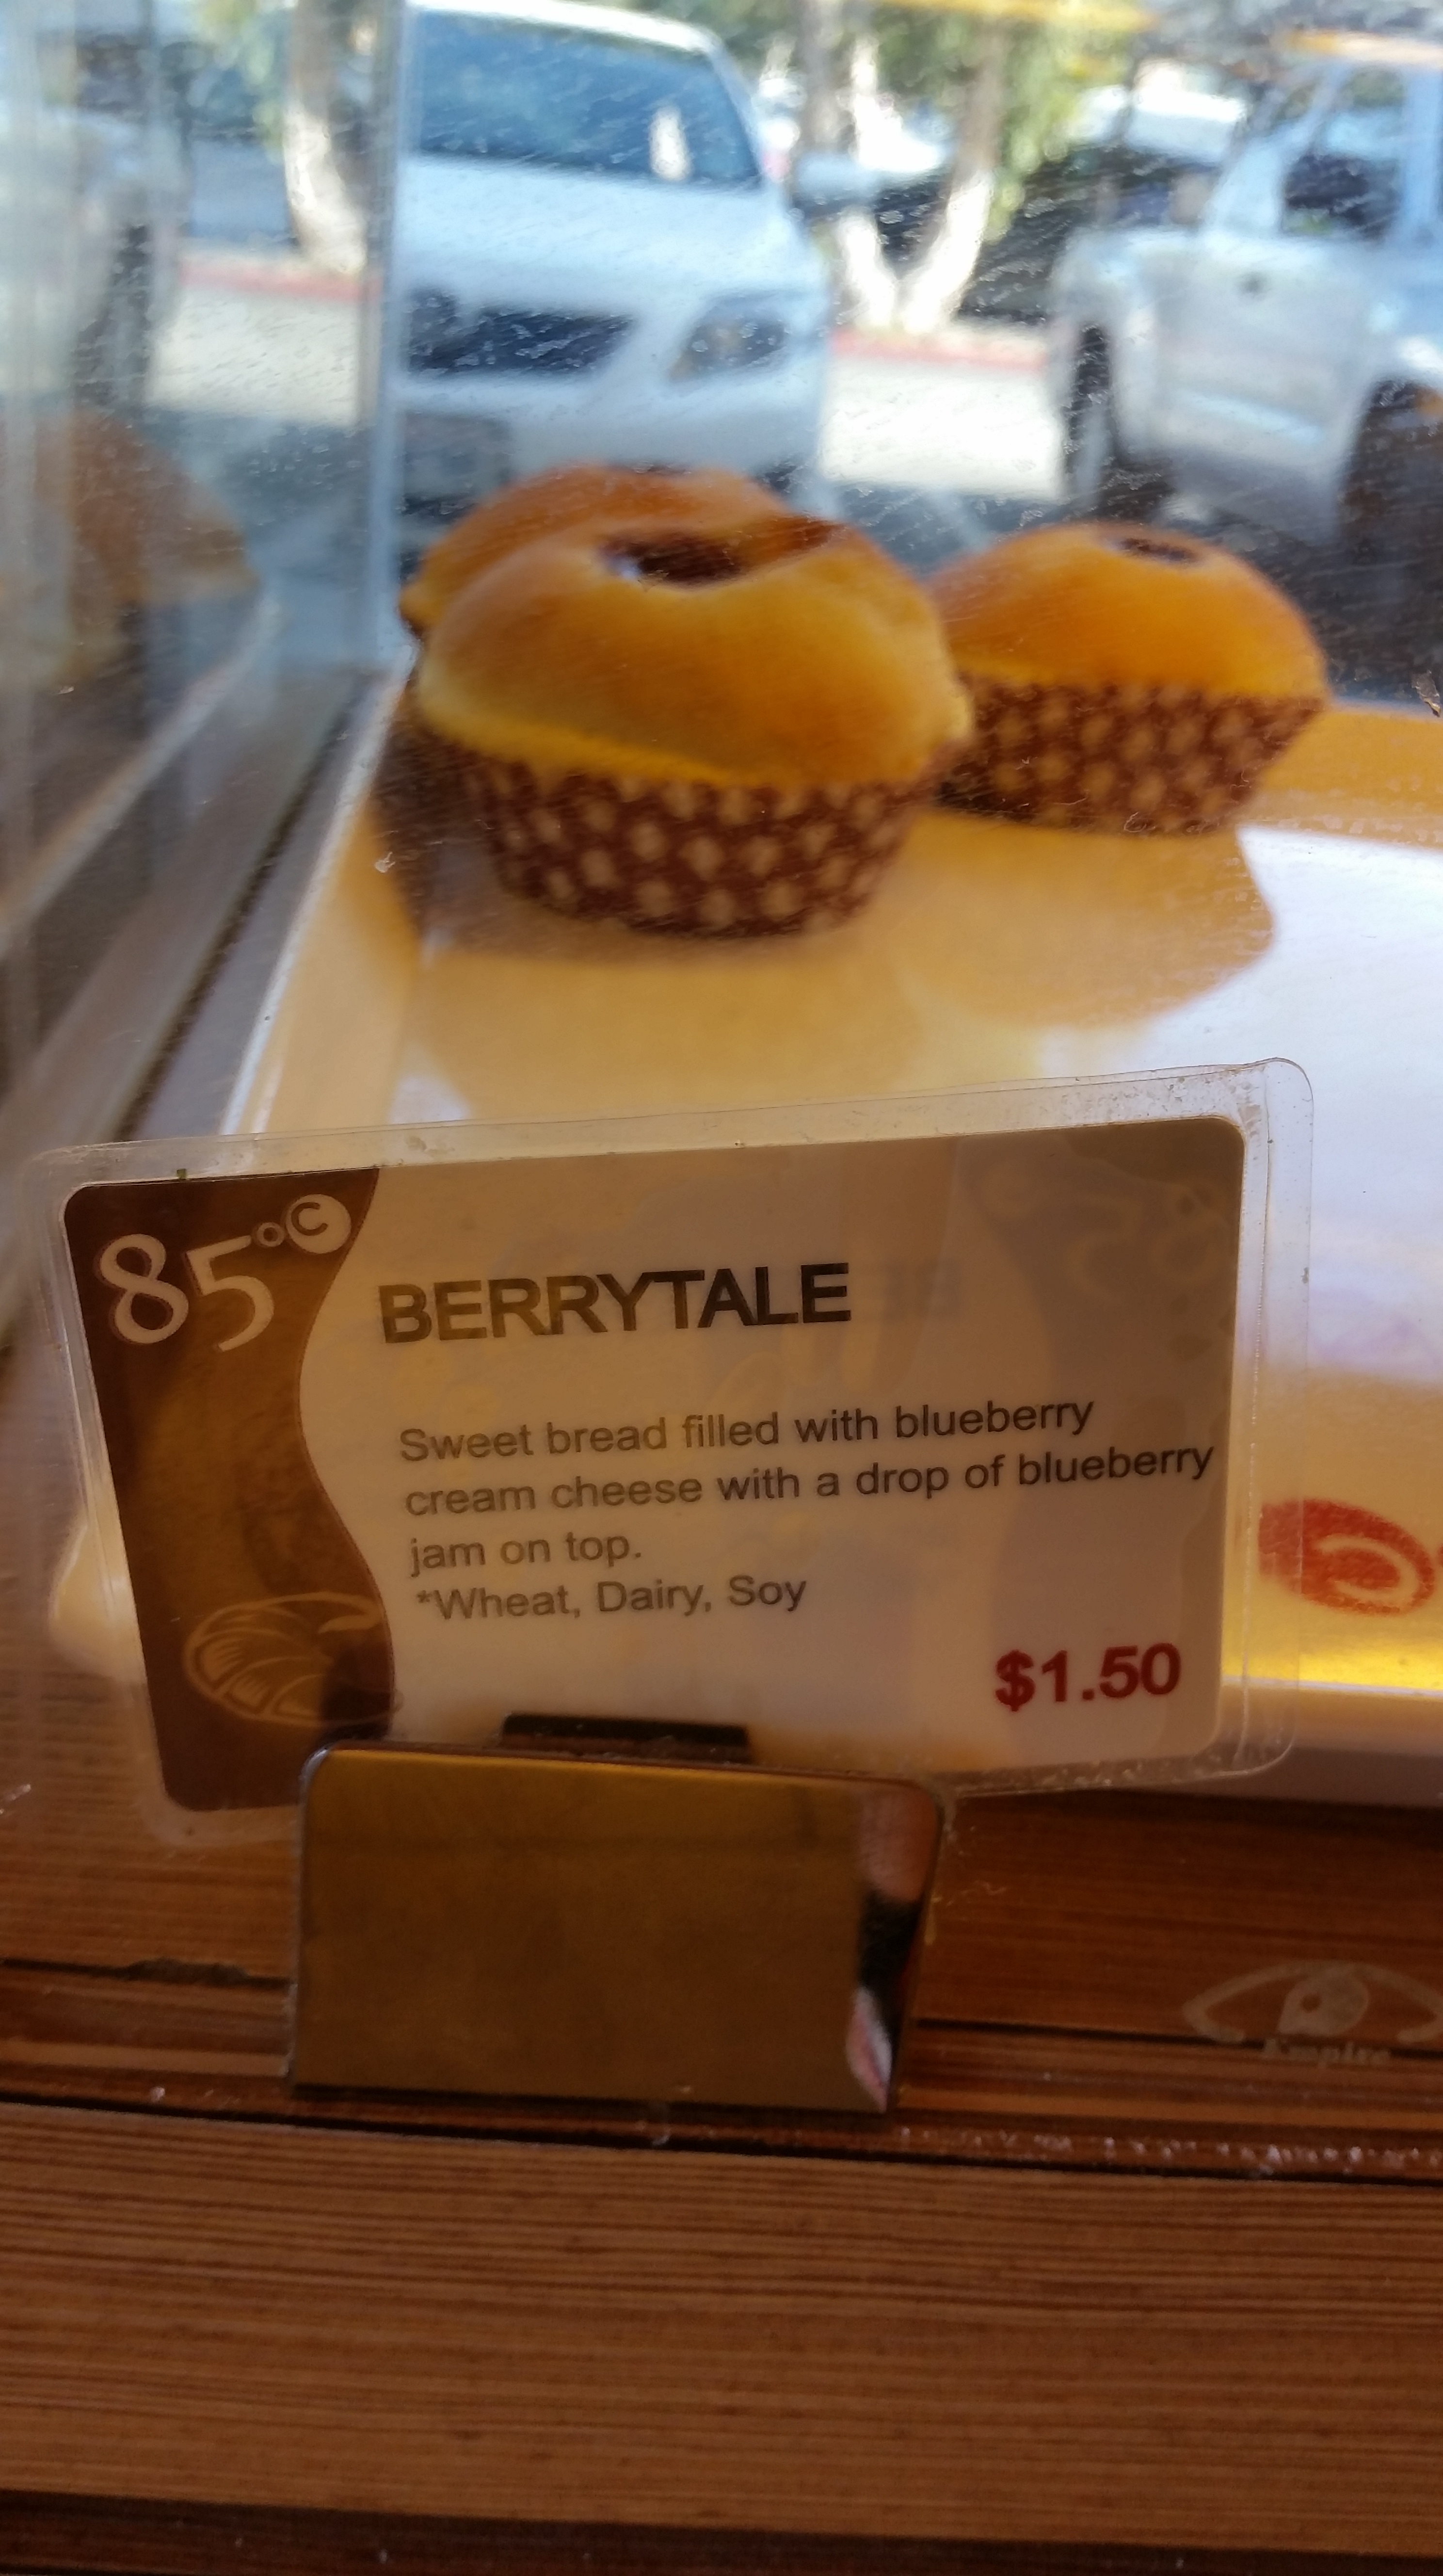 85°C
BERRYTALE
Sweet bread filled with blueberry
cream cheese with a drop of blueberry
jam on top.
*Wheat, Dairy, Soy
$1.50
Empire